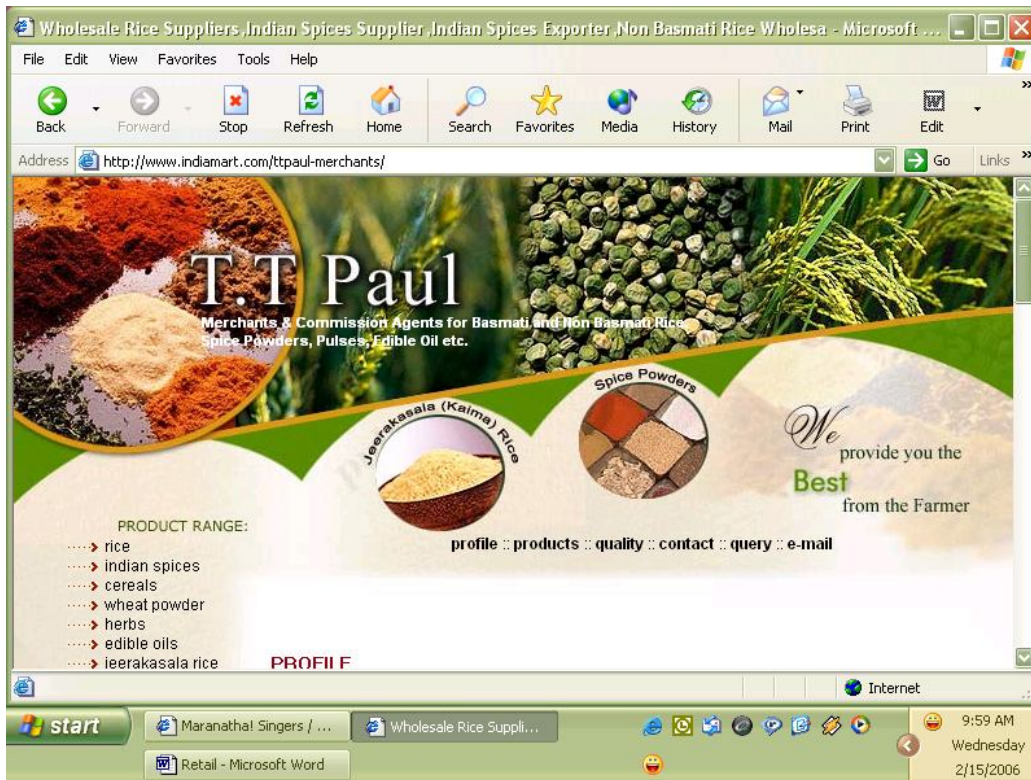 Wholesale Rice Suppliers ,Indian Spices Supplier ,Indian Spices Exporter ,Non Basmati Rice Wholesa - Microsoft ...
File Edit View Favorites Tools Help
Back Forward Stop Refresh Home Search Favorites Media History Mail Print Edit
Address http://www.indiamart.com/ttpaul-merchants/ Go Links
T.T Paul
Merchants & Commission Agents for Basmati and Non Basmati Rice,
Spice Powders, Pulses, Edible Oil etc.
Jeerakasala (Kaima) Rice
Spice Powders
We
provide you the
Best
from the Farmer
profile :: products :: quality :: contact :: query :: e-mail
PRODUCT RANGE:
rice
indian spices
cereals
wheat powder
herbs
edible oils
jeerakasala rice
PROFILE
Internet
start
Maranatha! Singers / ...
Wholesale Rice Suppli...
Retail - Microsoft Word
9:59 AM
Wednesday
2/15/2006